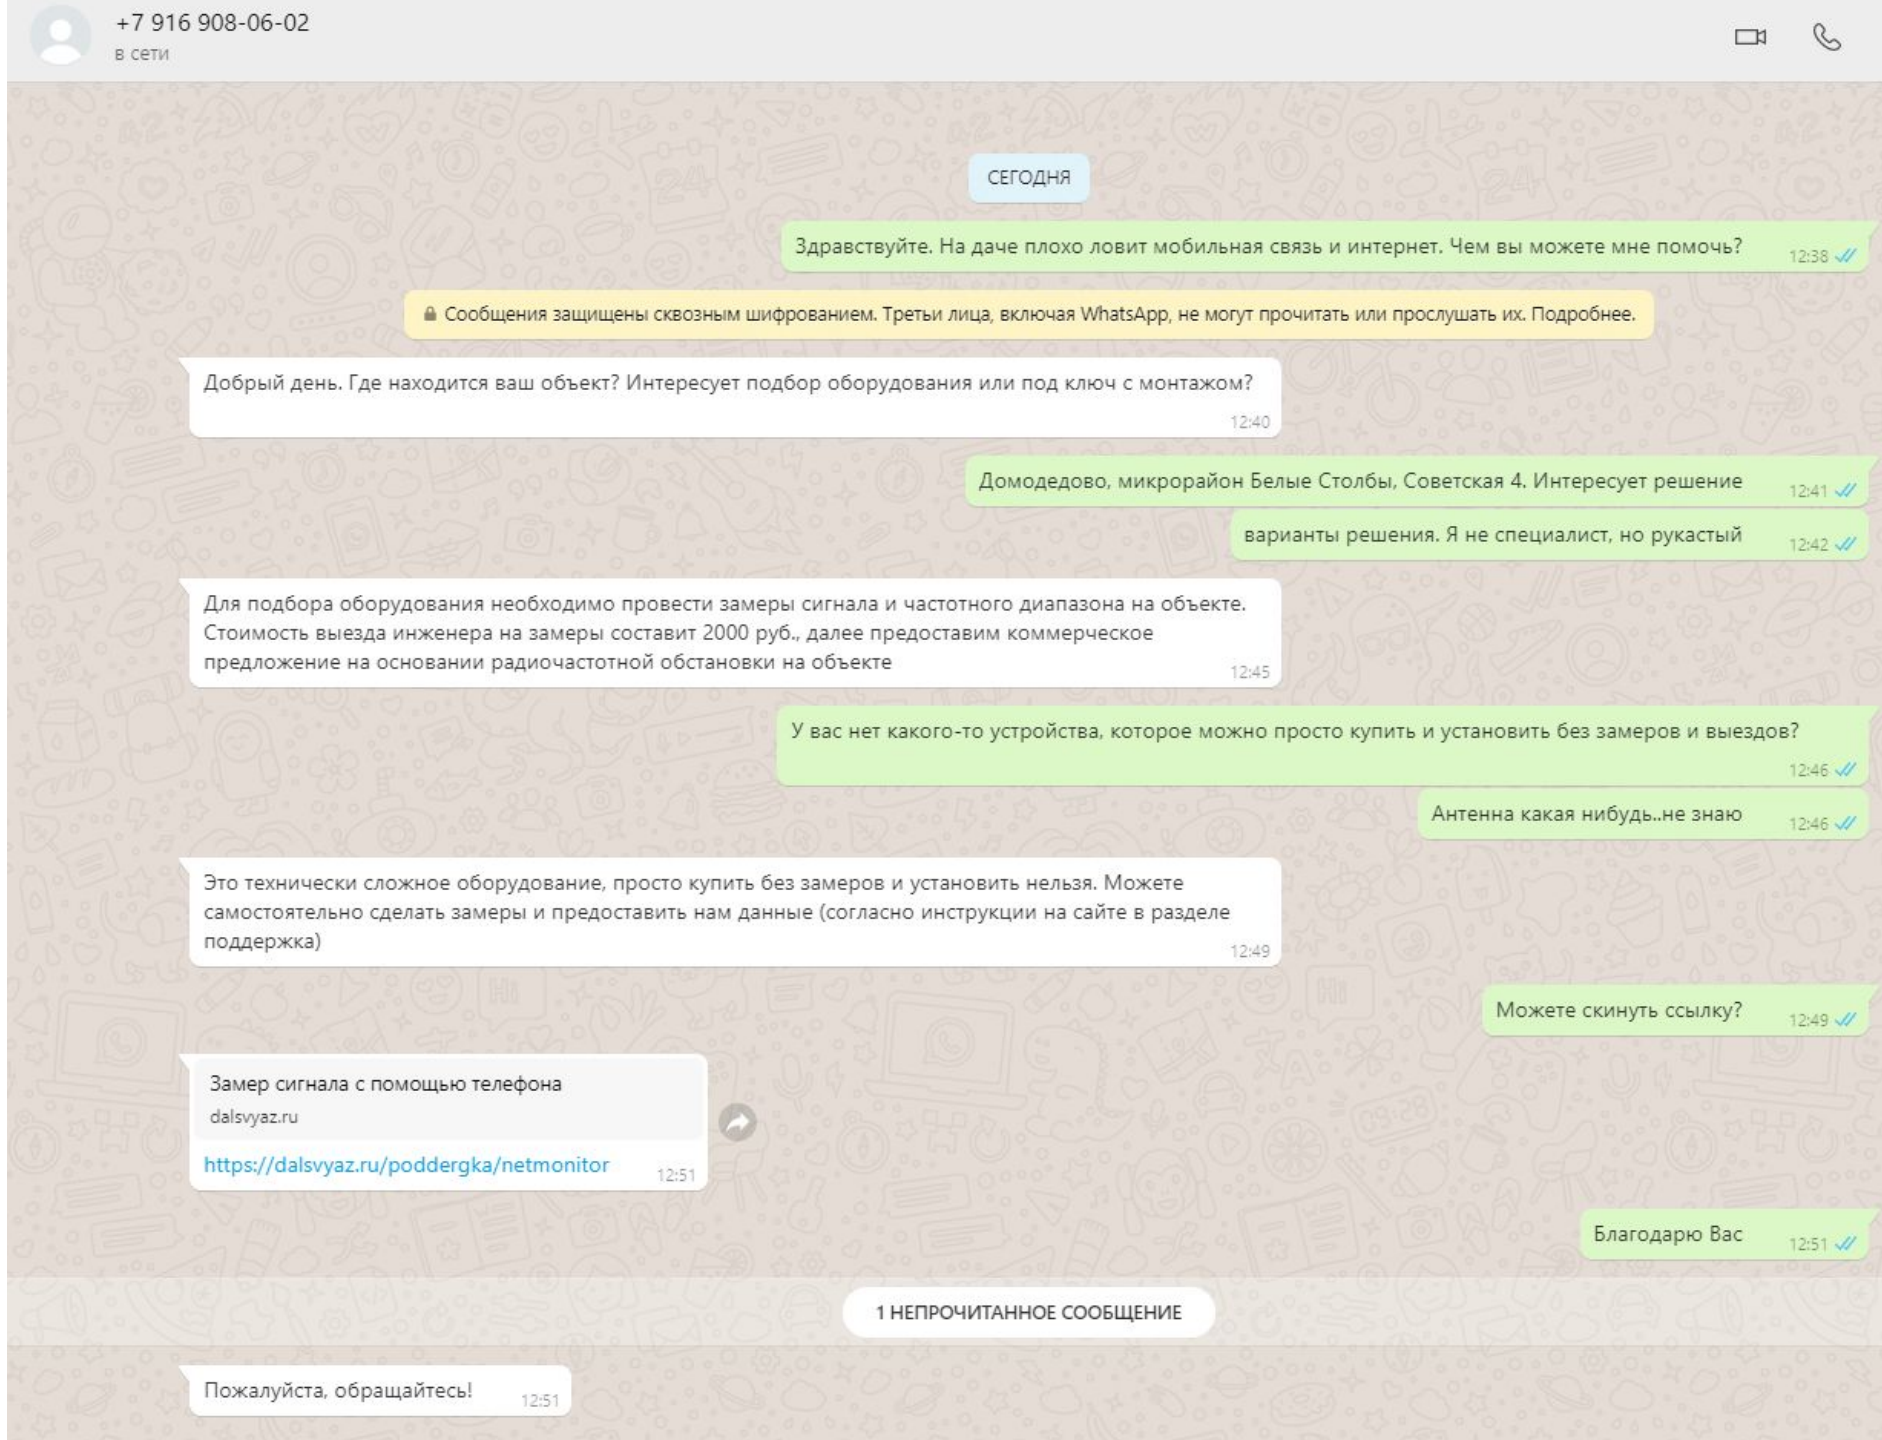 +7 916 908-06-02
в сети
СЕГОДНЯ
Здравствуйте. На даче плохо ловит мобильная связь и интернет. Чем вы можете мне помочь?
12:38
Сообщения защищены сквозным шифрованием. Третьи лица, включая WhatsApp, не могут прочитать или прослушать их. Подробнее.
Добрый день. Где находится ваш объект? Интересует подбор оборудования или под ключ с монтажом?
12:40
Домодедово, микрорайон Белые Столбы, Советская 4. Интересует решение
12:41
варианты решения. Я не специалист, но рукастый
12:42
Для подбора оборудования необходимо провести замеры сигнала и частотного диапазона на объекте.
Стоимость выезда инженера на замеры составит 2000 руб., далее предоставим коммерческое
предложение на основании радиочастотной обстановки на объекте
12:45
У вас нет какого-то устройства, которое можно просто купить и установить без замеров и выездов?
12:46
Антенна какая нибудь..не знаю
12:46
Это технически сложное оборудование, просто купить без замеров и установить нельзя. Можете
самостоятельно сделать замеры и предоставить нам данные (согласно инструкции на сайте в разделе
поддержка)
12:49
Можете скинуть ссылку?
12:49
Замер сигнала с помощью телефона
dalsvyaz.ru
https://dalsvyaz.ru/poddergka/netmonitor
12:51
Благодарю Вас
12:51
1 НЕПРОЧИТАННОЕ СООБЩЕНИЕ
Пожалуйста, обращайтесь!
12:51